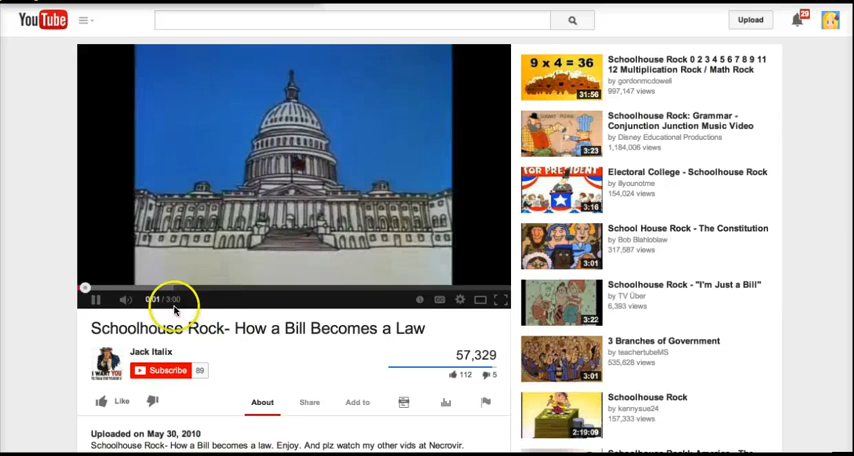 YouTube
Upload
29
0:01 / 3:00
Schoolhouse Rock- How a Bill Becomes a Law
Jack Italix
I WANT YOU
Subscribe 89
57,329
112 5
Like
About Share Add to
Uploaded on May 30, 2010
Schoolhouse Rock- How a Bill becomes a law. Enjoy. And plz watch my other vids at Necrovir.
9 x 4 = 36
31:56
Schoolhouse Rock 0 2 3 4 5 6 7 8 9 11
12 Multiplication Rock / Math Rock
by gordonmcdowell
997,147 views
3:23
Schoolhouse Rock: Grammar -
Conjunction Junction Music Video
by Disney Educational Productions
1,184,006 views
FOR PRESIDENT
3:16
Electoral College - Schoolhouse Rock
by lilyounotme
154,024 views
3:01
School House Rock - The Constitution
by Bob Blahloblaw
317,587 views
3:22
Schoolhouse Rock - "I'm Just a Bill"
by TV Über
6,393 views
3:01
3 Branches of Government
by teachertubeMS
535,628 views
2:19:09
Schoolhouse Rock
by kennysue24
157,333 views